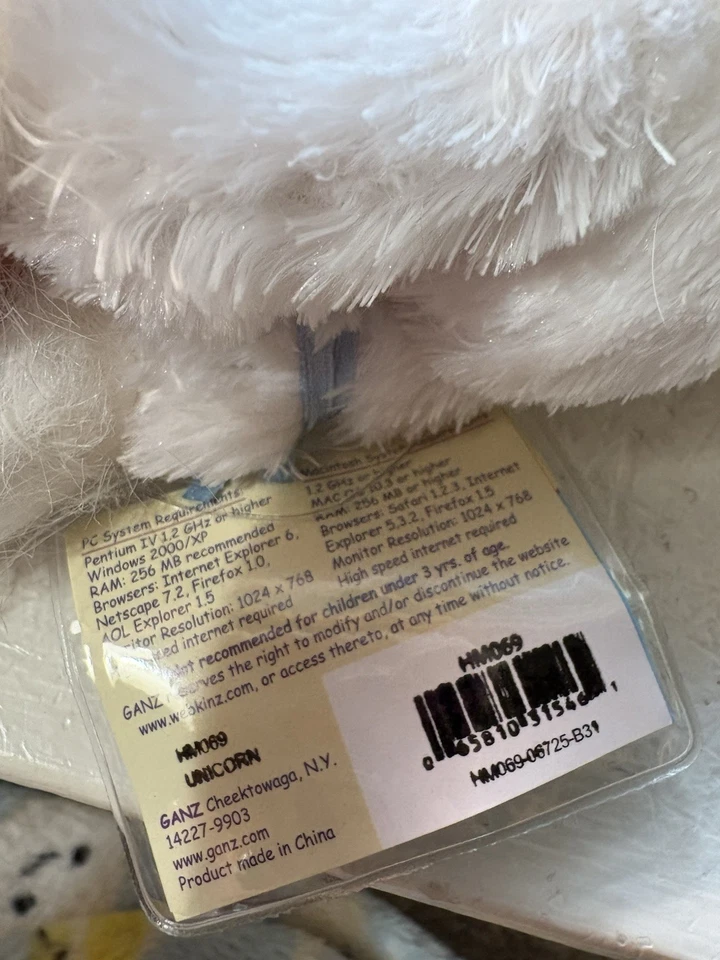 PC System Requirements:
Pentium IV 1.2 GHz or higher
Windows 2000/XP
RAM: 256 MB recommended
Browsers: Internet Explorer 6,
Netscape 7.2, Firefox 1.0,
AOL Explorer 1.5
itor Resolution: 1024 x 768
ed internet required
Macintosh System
1.2 GHz or higher
MAC 10.3 or higher
RAM: 256 MB or higher
Browsers: Safari 1.2.3, Internet
Explorer 5.3.2, Firefox 1.5
Monitor Resolution: 1024 x 768
High speed internet required
Not recommended for children under 3 yrs. of age.
GANZ reserves the right to modify and/or discontinue the website
www.webkinz.com, or access thereto, at any time without notice.
HM069
UNICORN
GANZ Cheektowaga, N.Y.
14227-9903
www.ganz.com
Product made in China
HM069
HM069-06725-B31